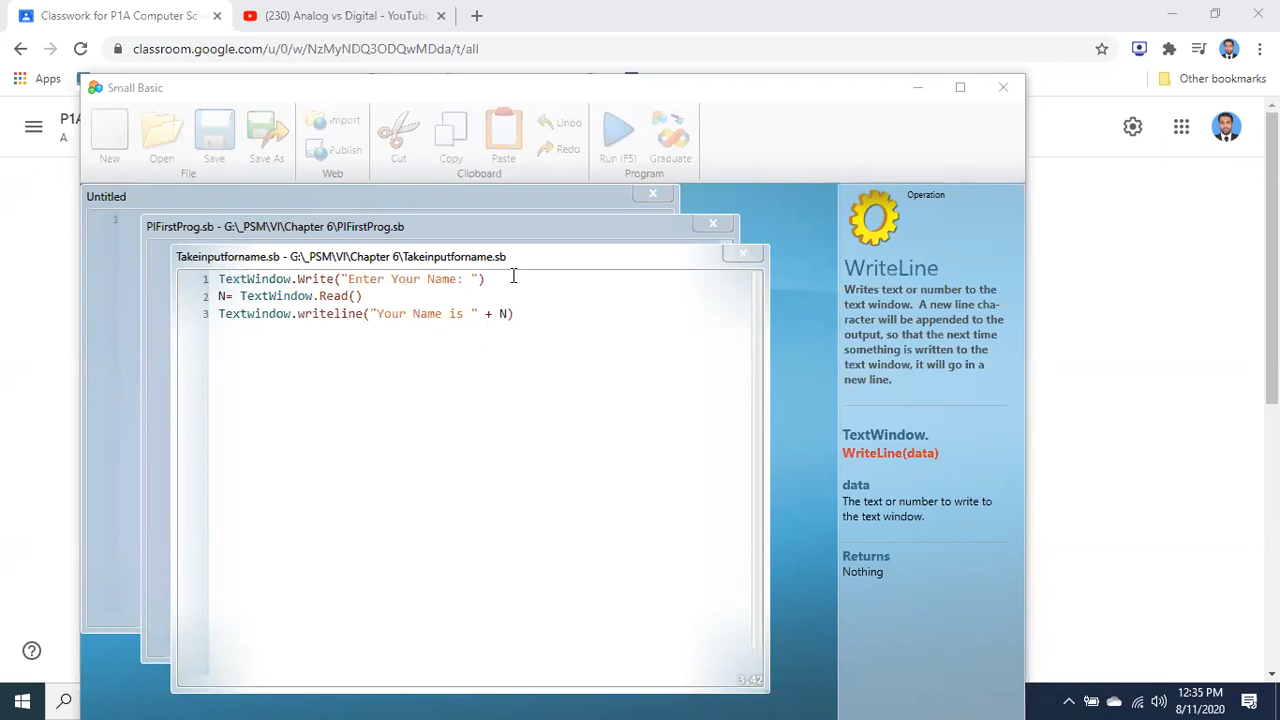 Classwork for P1A Computer Sci
(230) Analog vs Digital - YouTube
classroom.google.com/u/0/w/NzMyNDQ3ODQwMDda/t/all
Apps
Other bookmarks
P1A
A
Small Basic
New
Open
Save
Save As
File
Import
Publish
Web
Cut
Copy
Paste
Undo
Redo
Clipboard
Run (F5)
Graduate
Program
Untitled
1
PIFirstProg.sb - G:\_PSM\VI\Chapter 6\PIFirstProg.sb
Takeinputforname.sb - G:\_PSM\VI\Chapter 6\Takeinputforname.sb
1 TextWindow.Write("Enter Your Name: ")
2 N= TextWindow.Read()
3 Textwindow.writeline("Your Name is " + N)
3,42
Operation
WriteLine
Writes text or number to the
text window. A new line cha-
racter will be appended to the
output, so that the next time
something is written to the
text window, it will go in a
new line.
TextWindow.
WriteLine(data)
data
The text or number to write to
the text window.
Returns
Nothing
12:35 PM
8/11/2020